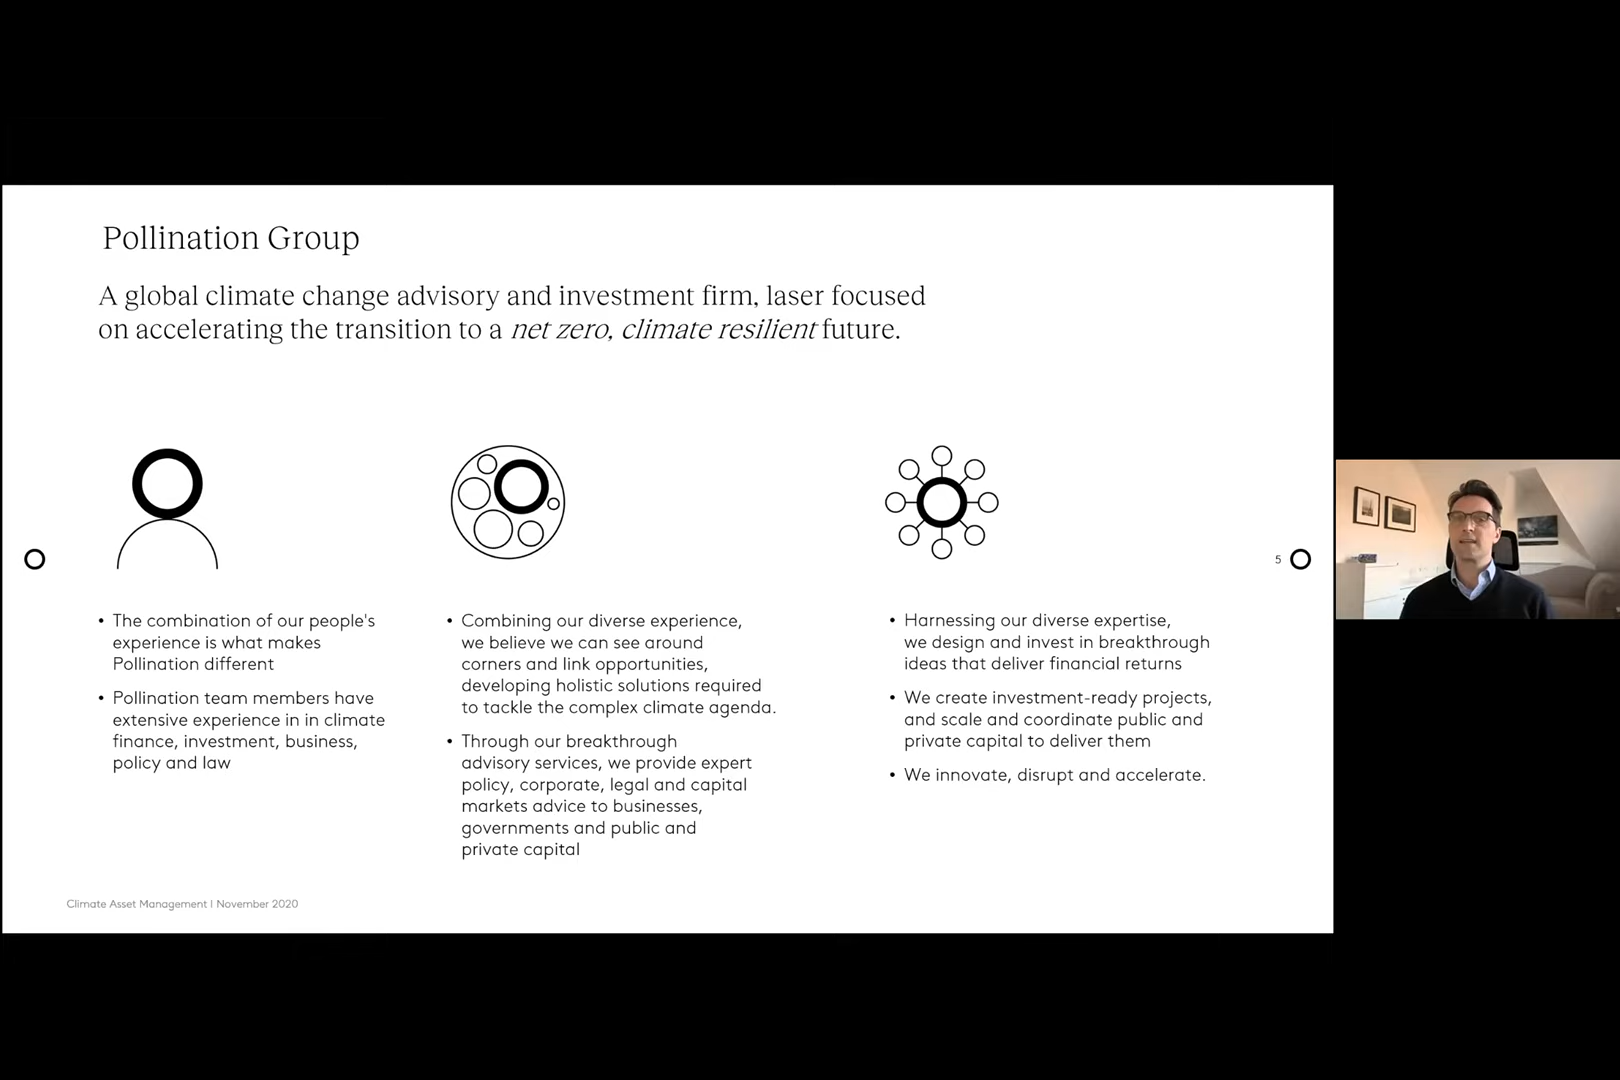 Pollination Group
A global climate change advisory and investment firm, laser focused
on accelerating the transition to a net zero, climate resilient future.
• The combination of our people's
experience is what makes
Pollination different
• Pollination team members have
extensive experience in in climate
finance, investment, business,
policy and law
• Combining our diverse experience,
we believe we can see around
corners and link opportunities,
developing holistic solutions required
to tackle the complex climate agenda.
• Through our breakthrough
advisory services, we provide expert
policy, corporate, legal and capital
markets advice to businesses,
governments and public and
private capital
• Harnessing our diverse expertise,
we design and invest in breakthrough
ideas that deliver financial returns
• We create investment-ready projects,
and scale and coordinate public and
private capital to deliver them
• We innovate, disrupt and accelerate.
5
Climate Asset Management | November 2020